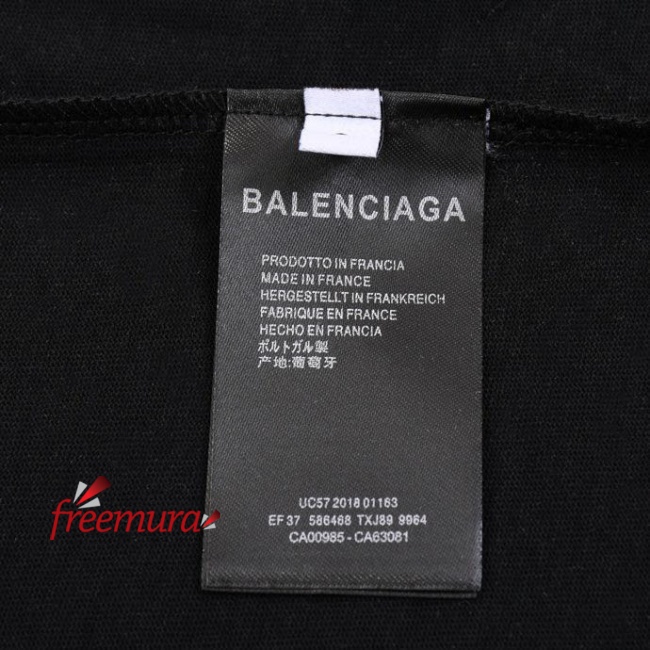 BALENCIAGA
PRODOTTO IN FRANCIA
MADE IN FRANCE
HERGESTELLT IN FRANKREICH
FABRIQUE EN FRANCE
HECHO EN FRANCIA
ポルトガル製
产地:葡萄牙
UC57 2018 01163
EF 37 586468 TXJ89 9964
CA00985 - CA63081
freemura